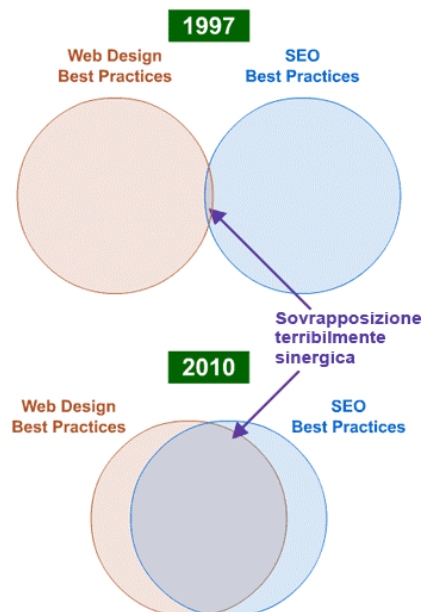 1997
Web Design
Best Practices
SEO
Best Practices
Sovrapposizione
terribilmente
sinergica
2010
Web Design
Best Practices
SEO
Best Practices